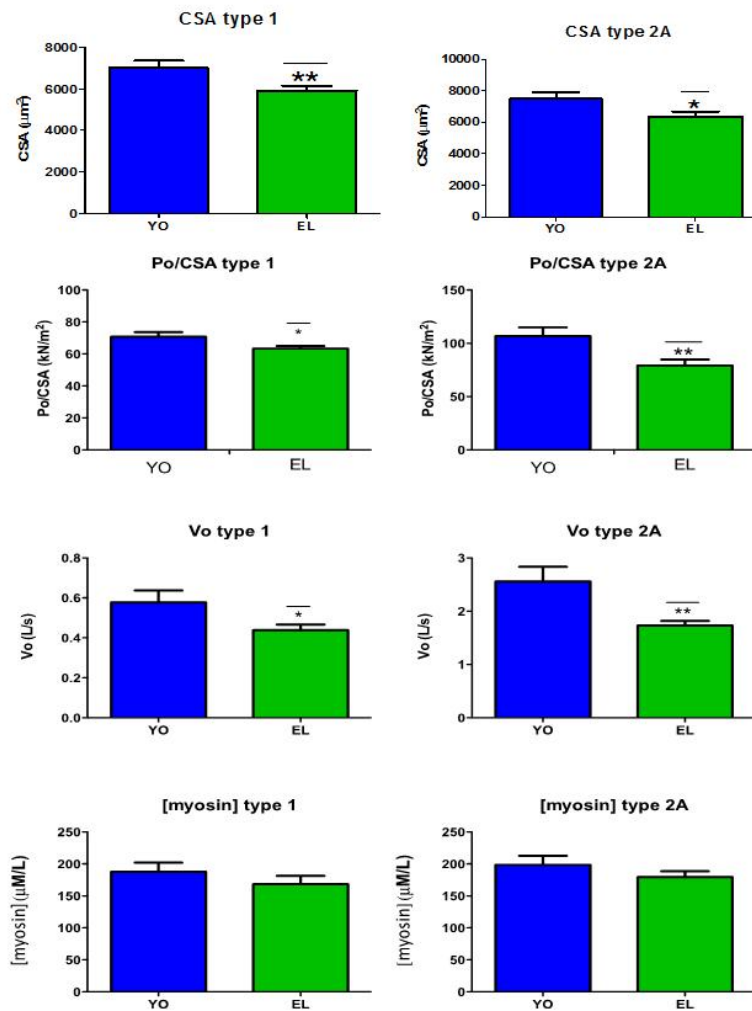 CSA type 1
CSA (µm²)
8000
6000
4000
2000
0
**
YO
EL
CSA type 2A
CSA (µm²)
10000
8000
6000
4000
2000
0
*
YO
EL
Po/CSA type 1
Po/CSA (kN/m²)
100
80
60
40
20
0
*
YO
EL
Po/CSA type 2A
Po/CSA (kN/m²)
150
100
50
0
**
YO
EL
Vo type 1
Vo (L/s)
0.8
0.6
0.4
0.2
0.0
*
YO
EL
Vo type 2A
Vo (L/s)
3
2
1
0
**
YO
EL
[myosin] type 1
[myosin] (µM/L)
250
200
150
100
50
0
YO
EL
[myosin] type 2A
[myosin] (µM/L)
250
200
150
100
50
0
YO
EL